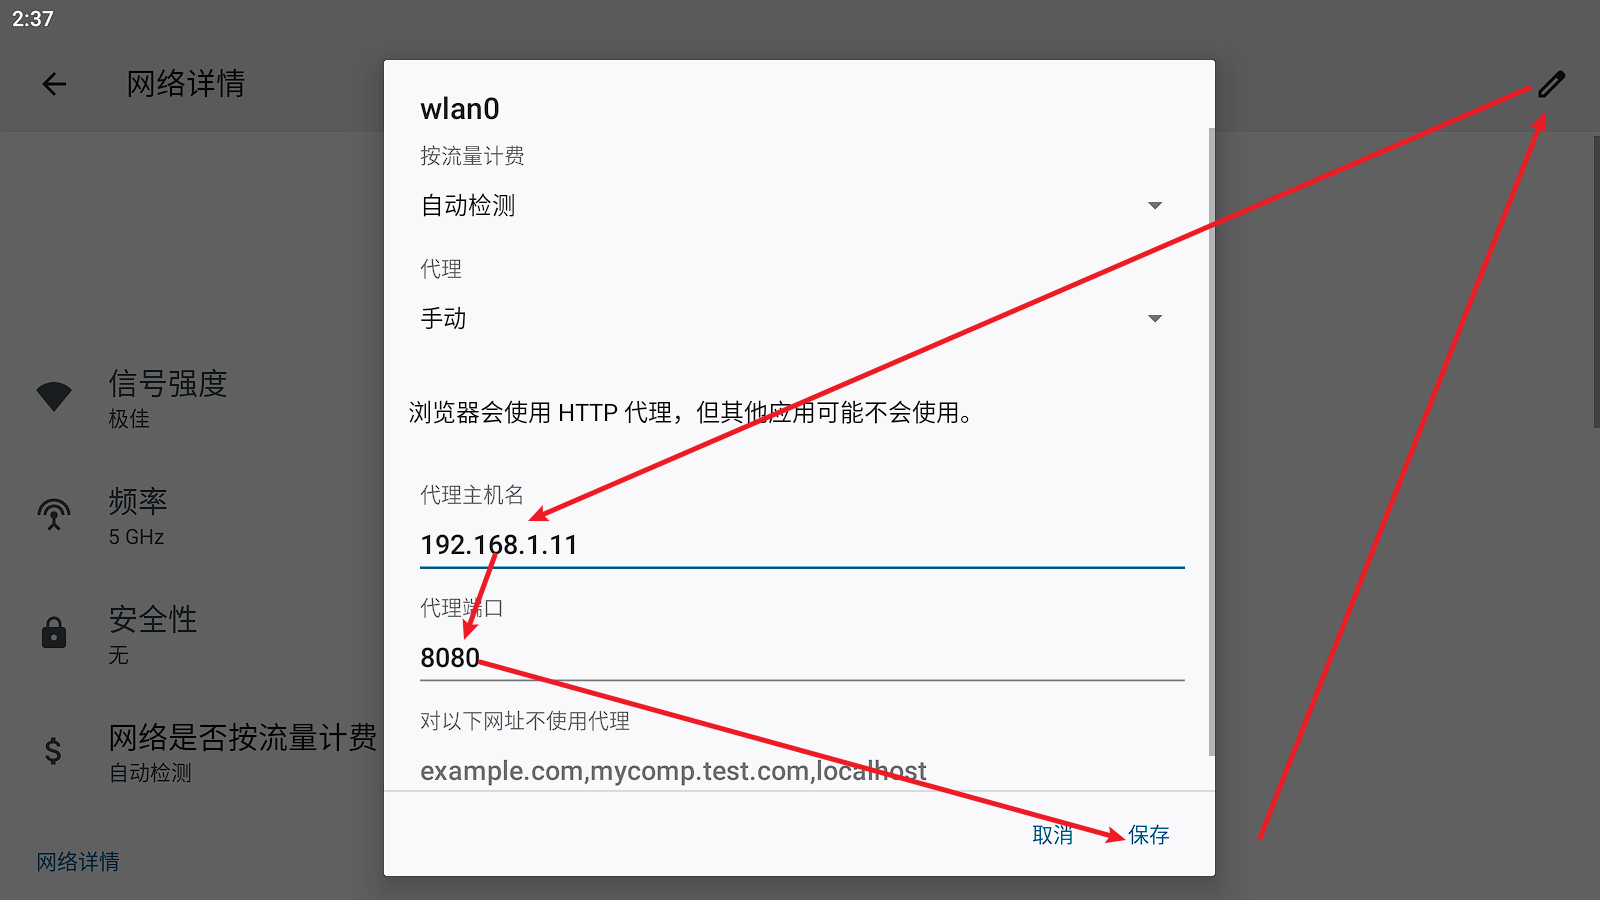 2:37
网络详情
wlan0
按流量计费
自动检测
代理
手动
浏览器会使用 HTTP 代理，但其他应用可能不会使用。
代理主机名
192.168.1.11
代理端口
8080
对以下网址不使用代理
example.com,mycomp.test.com,localhost
取消
保存
信号强度
极佳
频率
5 GHz
安全性
无
网络是否按流量计费
自动检测
网络详情